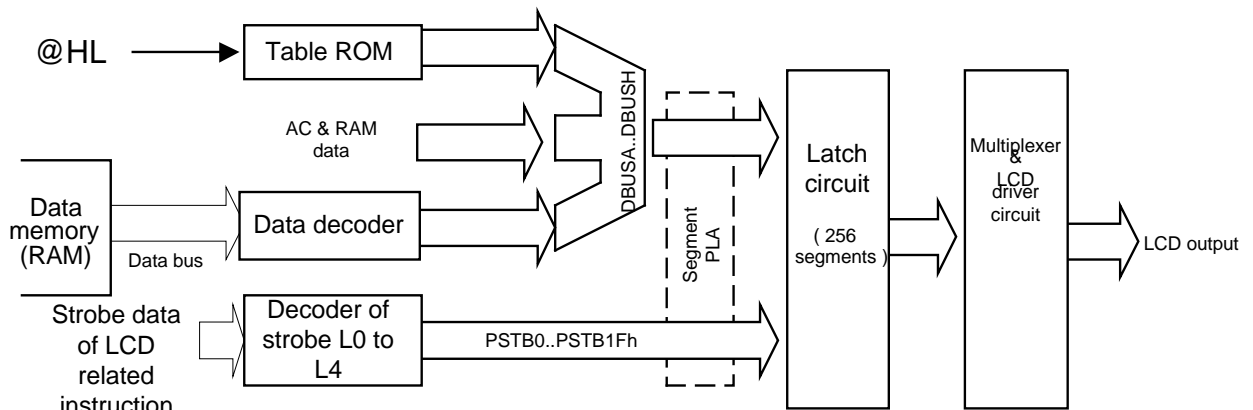 @HL
Table ROM
AC & RAM
data
DBUSA..DBUSH
Data
memory
(RAM)
Data bus
Data decoder
Segment
PLA
Latch
circuit
( 256
segments )
Multiplexer
&
LCD
driver
circuit
LCD output
Strobe data
of LCD
related
instruction
Decoder of
strobe L0 to
L4
PSTB0..PSTB1Fh